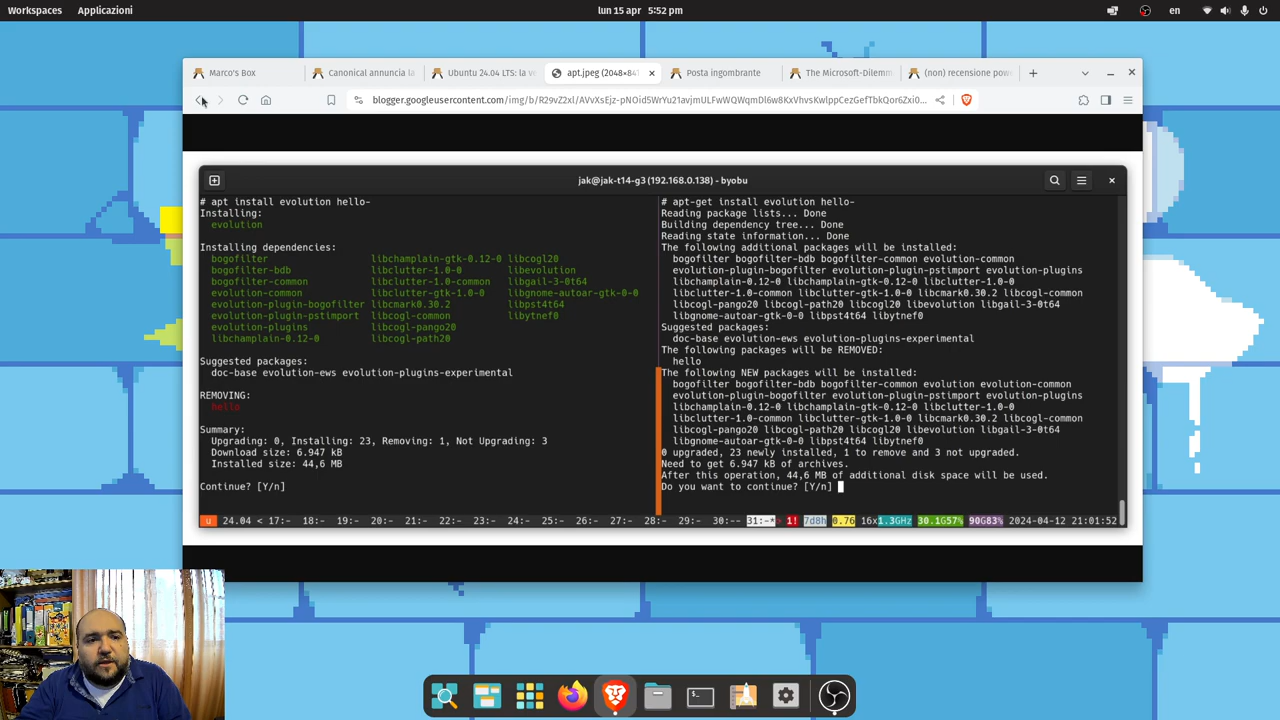 Workspaces Applicazioni lun 15 apr 5:52 pm en
Marco's Box Canonical annuncia la Ubuntu 24.04 LTS: la v apt.jpeg (2048×84 Posta ingombrante The Microsoft-Dilem (non) recensione pow
jak@jak-t14-g3 (192.168.0.138) - byobu
# apt install evolution hello-
Installing:
evolution
Installing dependencies:
bogofilter libchamplain-gtk-0.12-0 libcogl20
bogofilter-bdb libclutter-1.0-0 libevolution
bogofilter-common libclutter-1.0-common libgail-3-0t64
evolution-common libclutter-gtk-1.0-0 libgnome-autoar-gtk-0-0
evolution-plugin-bogofilter libcmark0.30.2 libpst4t64
evolution-plugin-pstimport libcogl-common libytnef0
evolution-plugins libcogl-pango20
libchamplain-0.12-0 libcogl-path20
Suggested packages:
doc-base evolution-ews evolution-plugins-experimental
REMOVING:
hello
Summary:
Upgrading: 0, Installing: 23, Removing: 1, Not Upgrading: 3
Download size: 6.947 kB
Installed size: 44,6 MB
Continue? [Y/n]
# apt-get install evolution hello-
Reading package lists... Done
Building dependency tree... Done
Reading state information... Done
The following additional packages will be installed:
bogofilter bogofilter-bdb bogofilter-common evolution-common
evolution-plugin-bogofilter evolution-plugin-pstimport evolution-plugins
libchamplain-0.12-0 libchamplain-gtk-0.12-0 libclutter-1.0-0
libclutter-1.0-common libclutter-gtk-1.0-0 libcmark0.30.2 libcogl-common
libcogl-pango20 libcogl-path20 libcogl20 libevolution libgail-3-0t64
libgnome-autoar-gtk-0-0 libpst4t64 libytnef0
Suggested packages:
doc-base evolution-ews evolution-plugins-experimental
The following packages will be REMOVED:
hello
The following NEW packages will be installed:
bogofilter bogofilter-bdb bogofilter-common evolution evolution-common
evolution-plugin-bogofilter evolution-plugin-pstimport evolution-plugins
libchamplain-0.12-0 libchamplain-gtk-0.12-0 libclutter-1.0-0
libclutter-1.0-common libclutter-gtk-1.0-0 libcmark0.30.2 libcogl-common
libcogl-pango20 libcogl-path20 libcogl20 libevolution libgail-3-0t64
libgnome-autoar-gtk-0-0 libpst4t64 libytnef0
0 upgraded, 23 newly installed, 1 to remove and 3 not upgraded.
Need to get 6.947 kB of archives.
After this operation, 44,6 MB of additional disk space will be used.
Do you want to continue? [Y/n]
u 24.04 < 17:- 18:- 19:- 20:- 21:- 22:- 23:- 24:- 25:- 26:- 27:- 28:- 29:- 30:-- 31:-*> 1! 7d8h 0.76 16x1.3GHz 30.1G57% 90G83% 2024-04-12 21:01:52